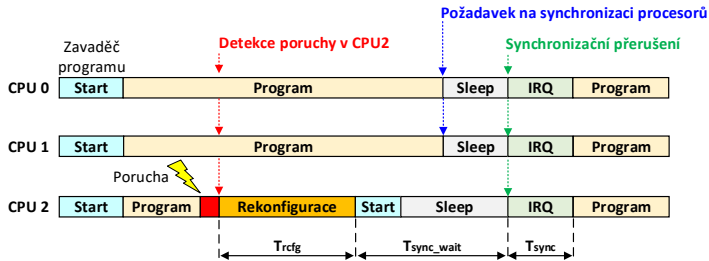 Požadavek na synchronizaci procesorů
Zavaděč
programu
Detekce poruchy v CPU2
Synchronizační přerušení
CPU 0
Start
Program
Sleep
IRQ
Program
CPU 1
Start
Program
Sleep
IRQ
Program
Porucha
CPU 2
Start
Program
Rekonfigurace
Start
Sleep
IRQ
Program
Trcfg
Tsync_wait
Tsync